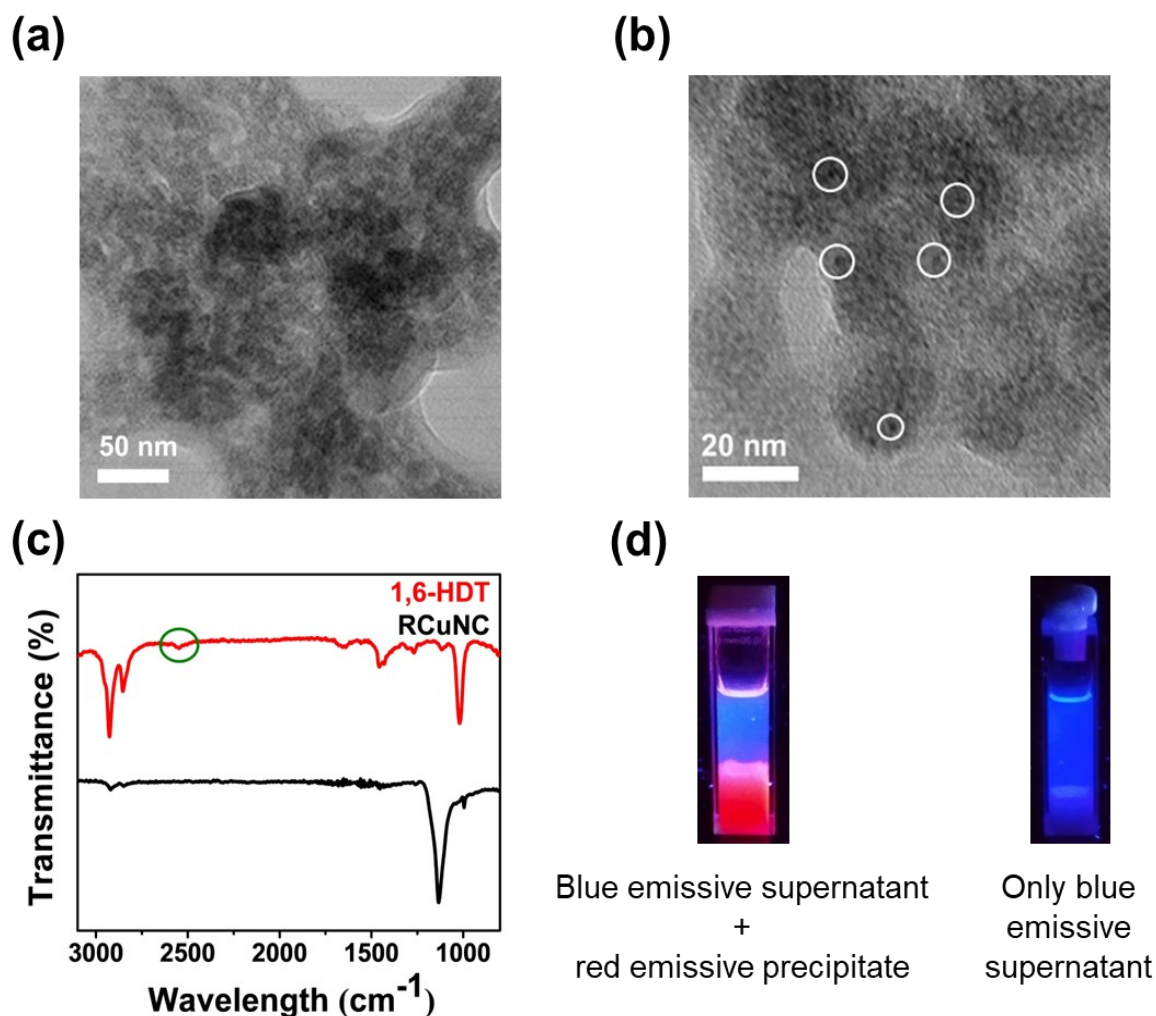 (a)
(b)
50 nm
20 nm
(c)
(d)
1,6-HDT
RCuNC
Transmittance (%)
3000 2500 2000 1500 1000
Wavelength (cm-1)
Blue emissive supernatant
+
red emissive precipitate
Only blue
emissive
supernatant